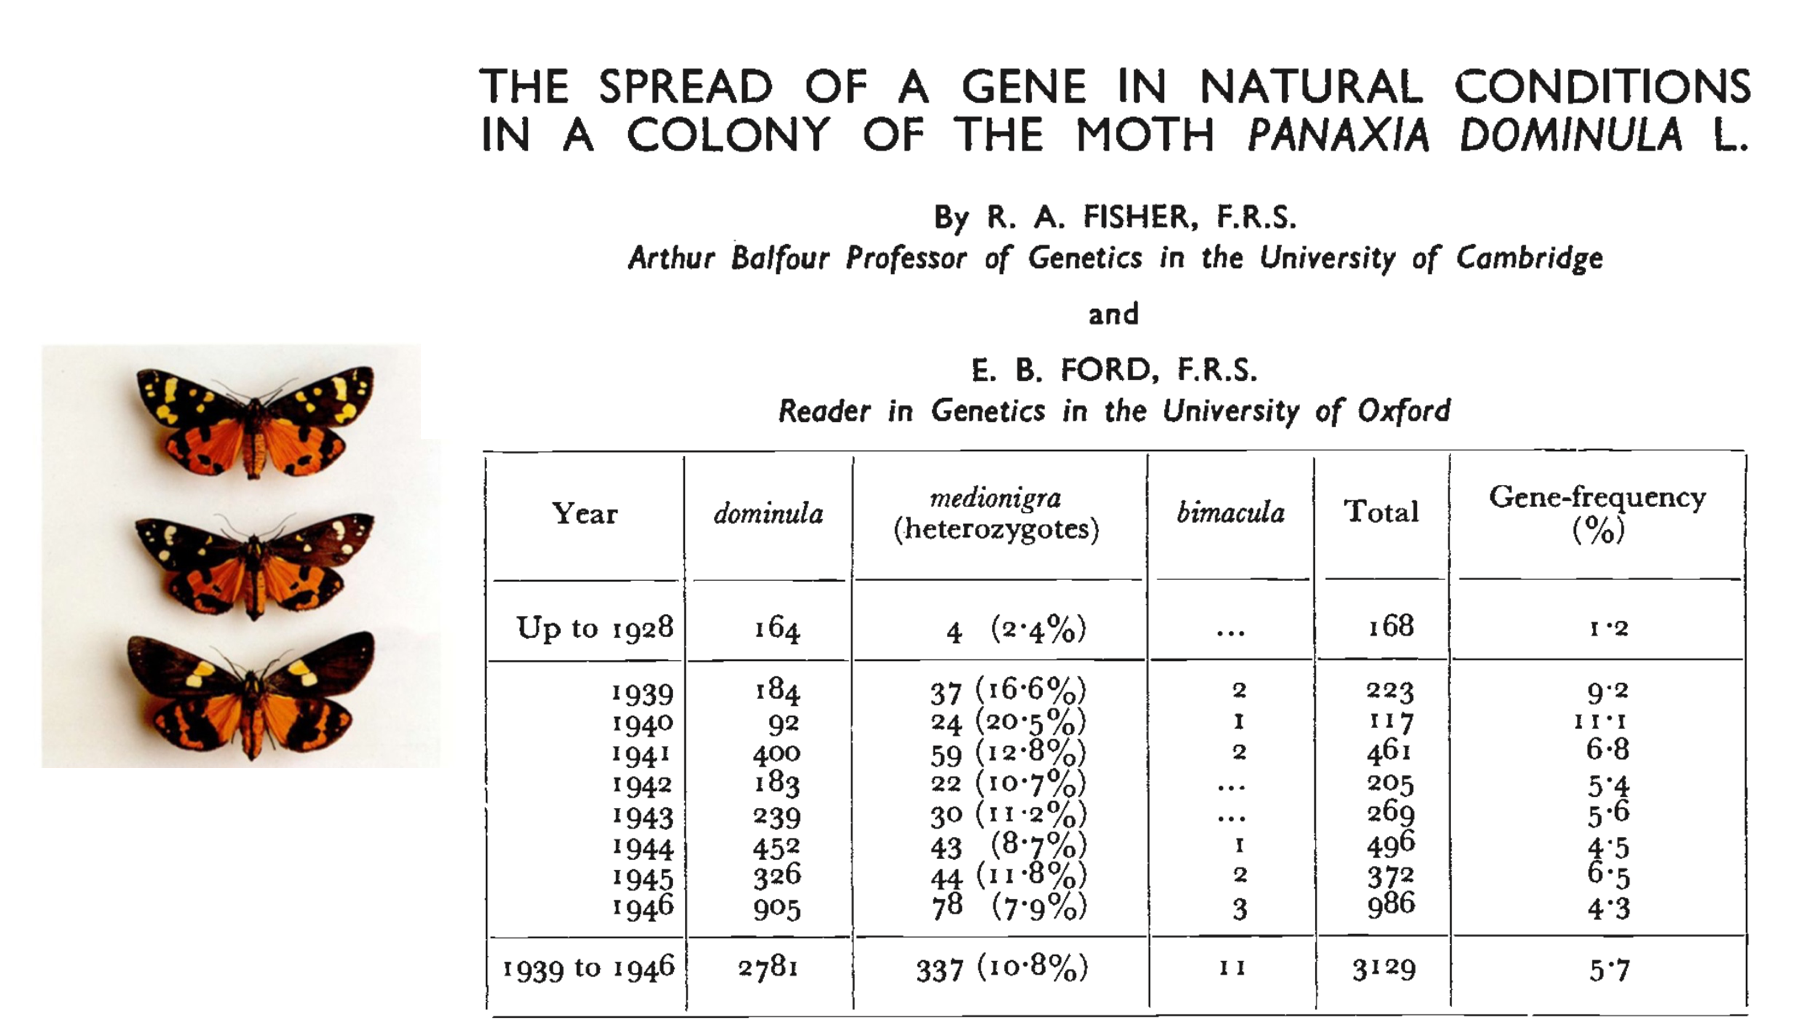 THE SPREAD OF A GENE IN NATURAL CONDITIONS
IN A COLONY OF THE MOTH PANAXIA DOMINULA L.
By R. A. FISHER, F.R.S.
Arthur Balfour Professor of Genetics in the University of Cambridge
and
E. B. FORD, F.R.S.
Reader in Genetics in the University of Oxford
Year dominula medionigra (heterozygotes) bimacula Total Gene-frequency (%)
Up to 1928 164 4 (2·4%) ... 168 1·2
1939 184 37 (16·6%) 2 223 9·2
1940 92 24 (20·5%) 1 117 11·1
1941 400 59 (12·8%) 2 461 6·8
1942 183 22 (10·7%) ... 205 5·4
1943 239 30 (11·2%) ... 269 5·6
1944 452 43 (8·7%) 1 496 4·5
1945 326 44 (11·8%) 2 372 6·5
1946 905 78 (7·9%) 3 986 4·3
1939 to 1946 2781 337 (10·8%) 11 3129 5·7